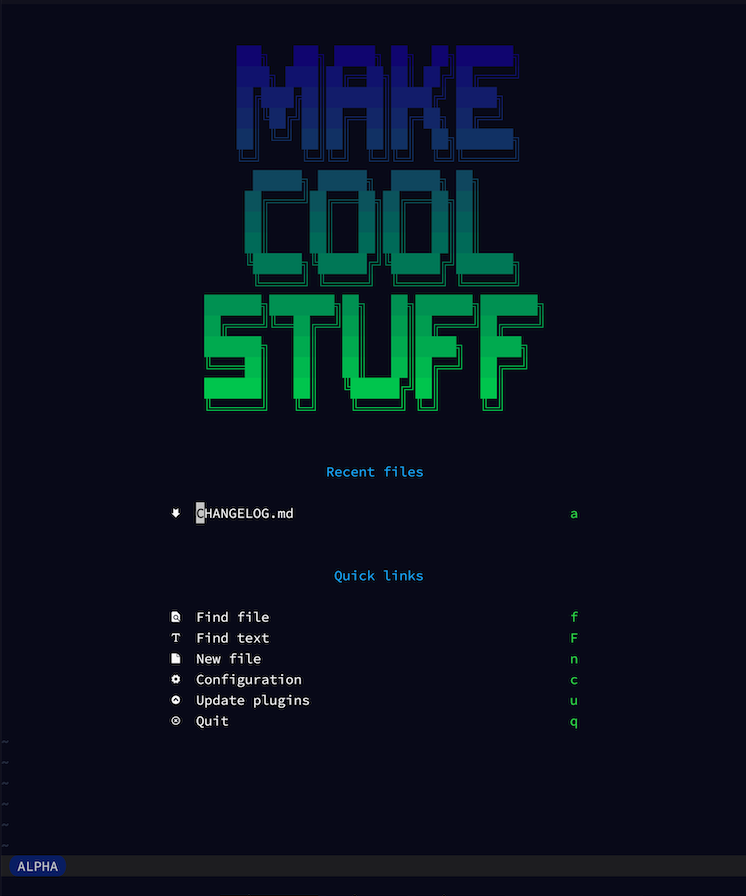 MAKE
COOL
STUFF
Recent files
CHANGELOG.md a
Quick links
Find file f
Find text F
New file n
Configuration c
Update plugins u
Quit q
~
~
~
~
~
~
ALPHA